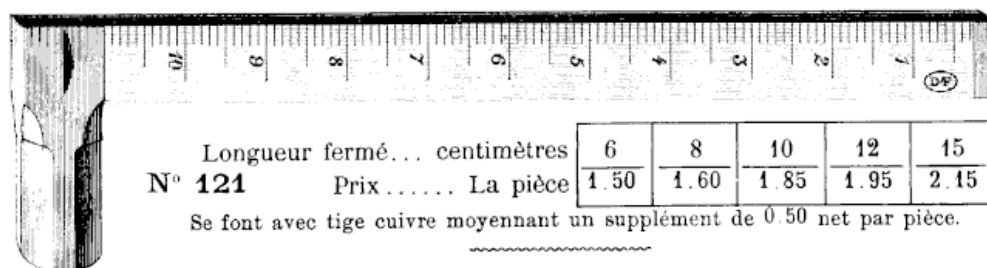 10 9 8 7 6 5 4 3 2 1
DF
Longueur fermé... centimètres 6 8 10 12 15
N° 121 Prix ...... La pièce 1.50 1.60 1.85 1.95 2.15
Se font avec tige cuivre moyennant un supplément de 0.50 net par pièce.